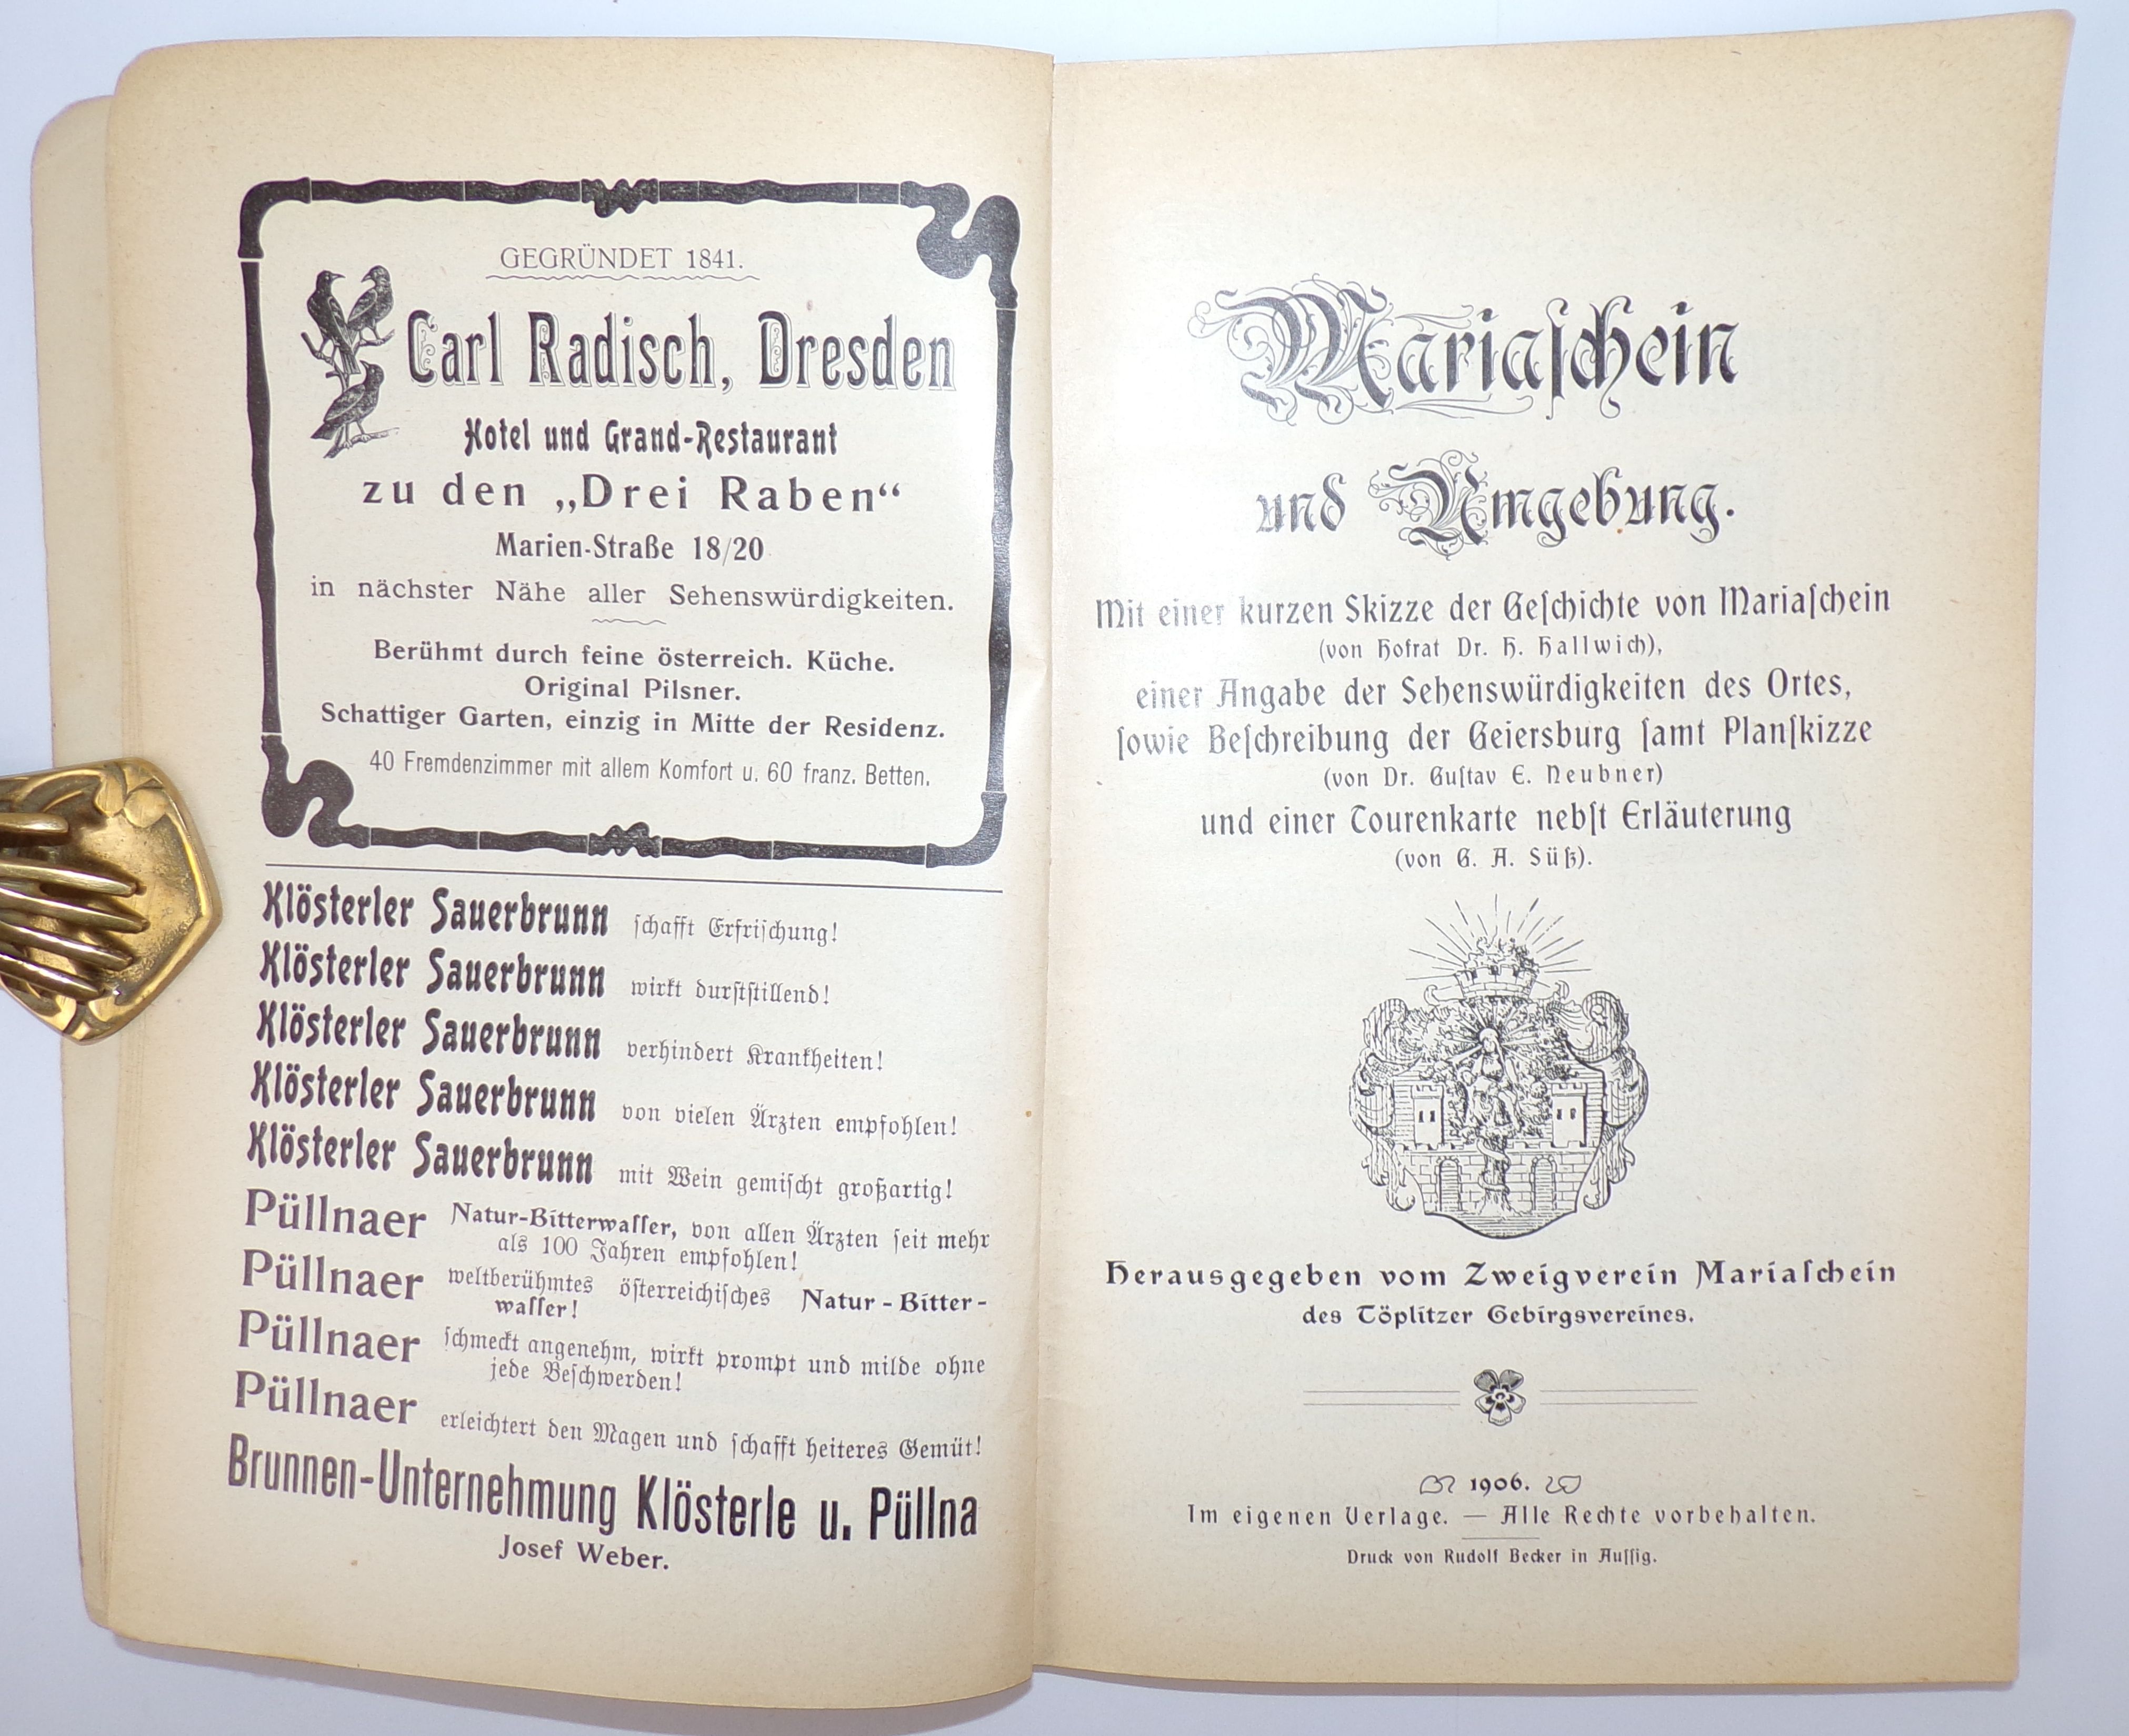 GEGRÜNDET 1841.
Carl Radisch, Dresden
Hotel und Grand-Restaurant
zu den „Drei Raben“
Marien-Straße 18/20
in nächster Nähe aller Sehenswürdigkeiten.
Berühmt durch feine österreich. Küche.
Original Pilsner.
Schattiger Garten, einzig in Mitte der Residenz.
40 Fremdenzimmer mit allem Komfort u. 60 franz. Betten.
Klösterler Sauerbrunn ſchafft Erfriſchung!
Klösterler Sauerbrunn wirkt durſtſtillend!
Klösterler Sauerbrunn verhindert Krankheiten!
Klösterler Sauerbrunn von vielen Ärzten empfohlen!
Klösterler Sauerbrunn mit Wein gemiſcht großartig!
Püllnaer Natur-Bitterwaſſer, von allen Ärzten ſeit mehr
als 100 Jahren empfohlen!
Püllnaer weltberühmtes öſterreichiſches Natur-Bitter-
waſſer!
Püllnaer ſchmeckt angenehm, wirkt prompt und milde ohne
jede Beſchwerden!
Püllnaer erleichtert den Magen und ſchafft heiteres Gemüt!
Brunnen-Unternehmung Klösterle u. Püllna
Josef Weber.
Mariaſchein
und Umgebung.
Mit einer kurzen Skizze der Geſchichte von Mariaſchein
(von Hofrat Dr. H. Hallwich),
einer Angabe der Sehenswürdigkeiten des Ortes,
ſowie Beſchreibung der Geiersburg ſamt Planſkizze
(von Dr. Guſtav E. Neubner)
und einer Tourenkarte nebſt Erläuterung
(von G. A. Süß).
Herausgegeben vom Zweigverein Mariaſchein
des Töplitzer Gebirgsvereines.
1906.
Im eigenen Verlage. — Alle Rechte vorbehalten.
Druck von Rudolf Becker in Auſſig.